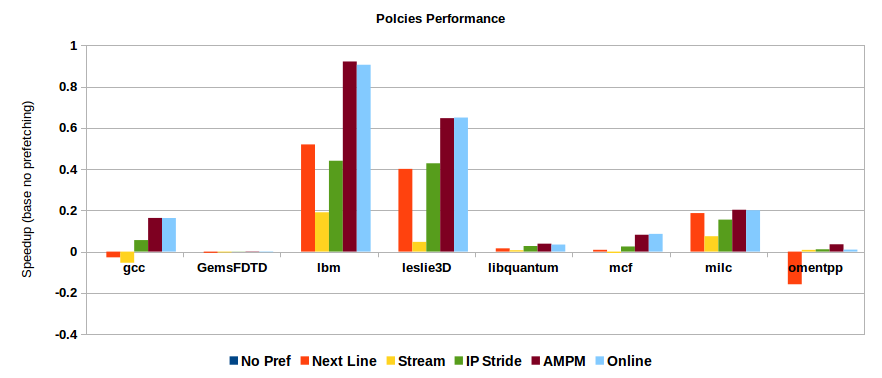 Polcies Performance
Speedup (base no prefetching)
1
0.8
0.6
0.4
0.2
0
-0.2
-0.4
gcc GemsFDTD lbm leslie3D libquantum mcf milc omentpp
No Pref Next Line Stream IP Stride AMPM Online